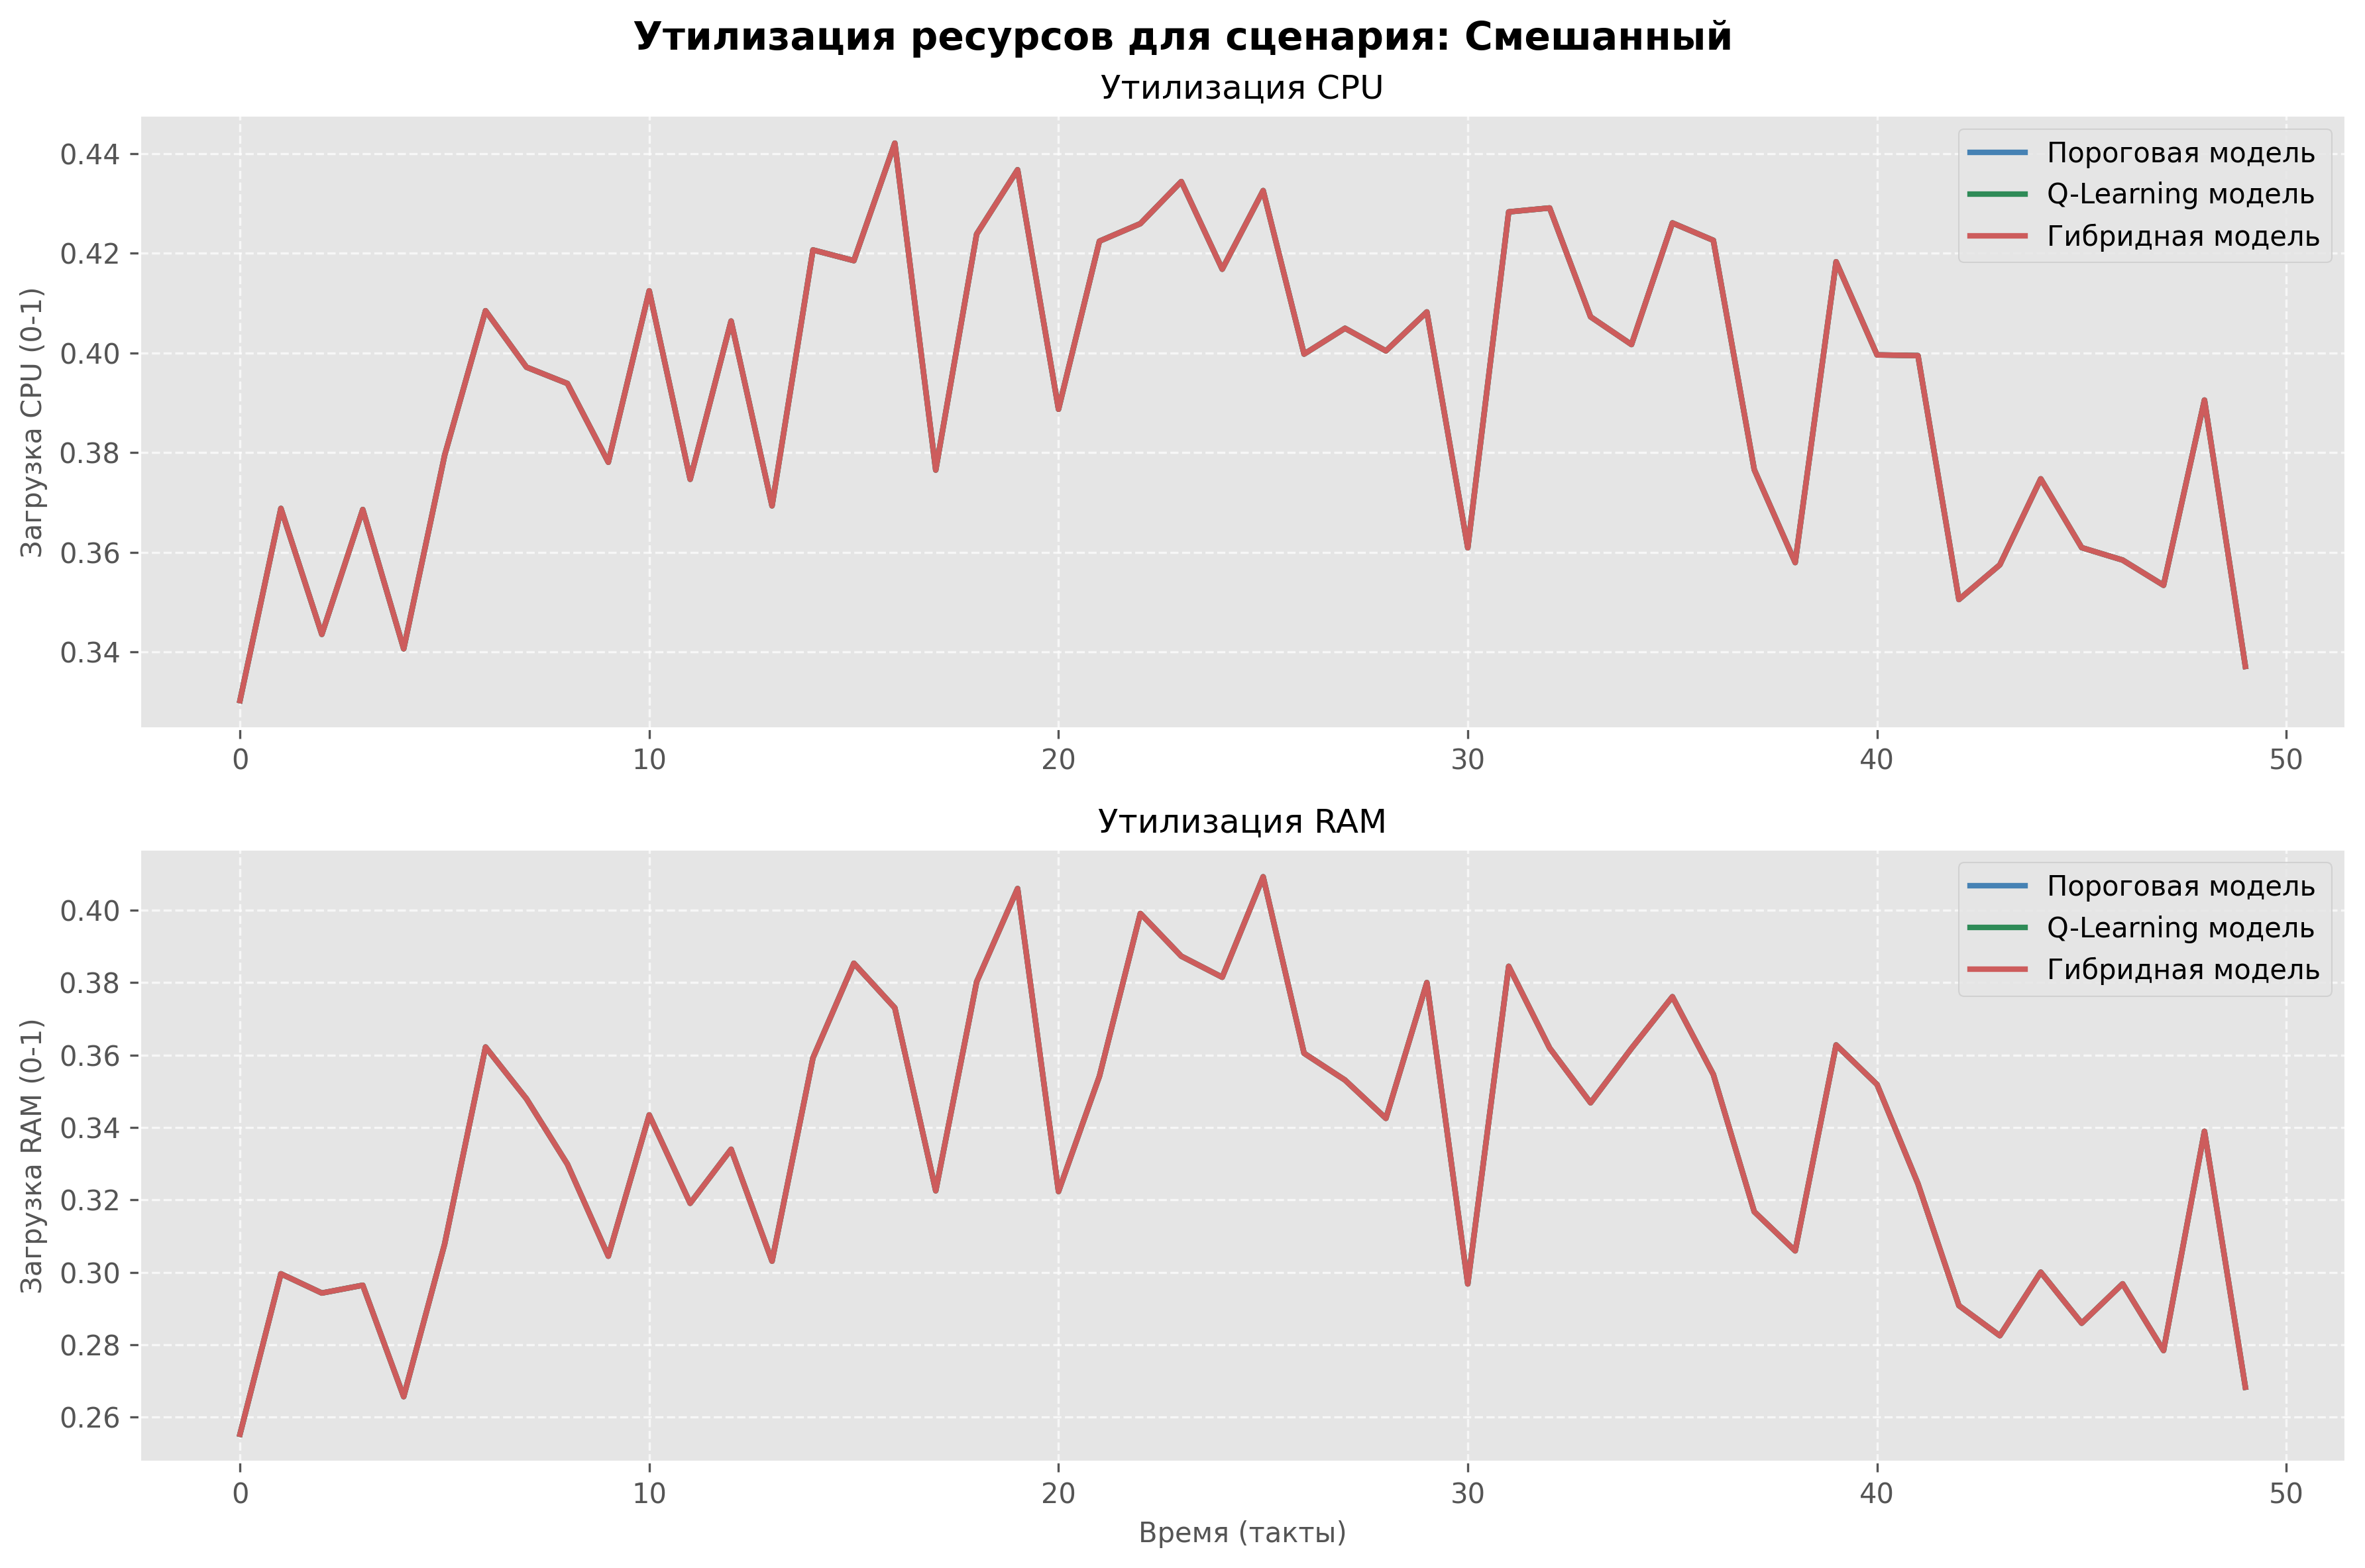 Утилизация ресурсов для сценария: Смешанный
Утилизация CPU
Загрузка CPU (0-1)
0.44
0.42
0.40
0.38
0.36
0.34
Пороговая модель
Q-Learning модель
Гибридная модель
0 10 20 30 40 50
Утилизация RAM
Загрузка RAM (0-1)
0.40
0.38
0.36
0.34
0.32
0.30
0.28
0.26
Пороговая модель
Q-Learning модель
Гибридная модель
0 10 20 30 40 50
Время (такты)